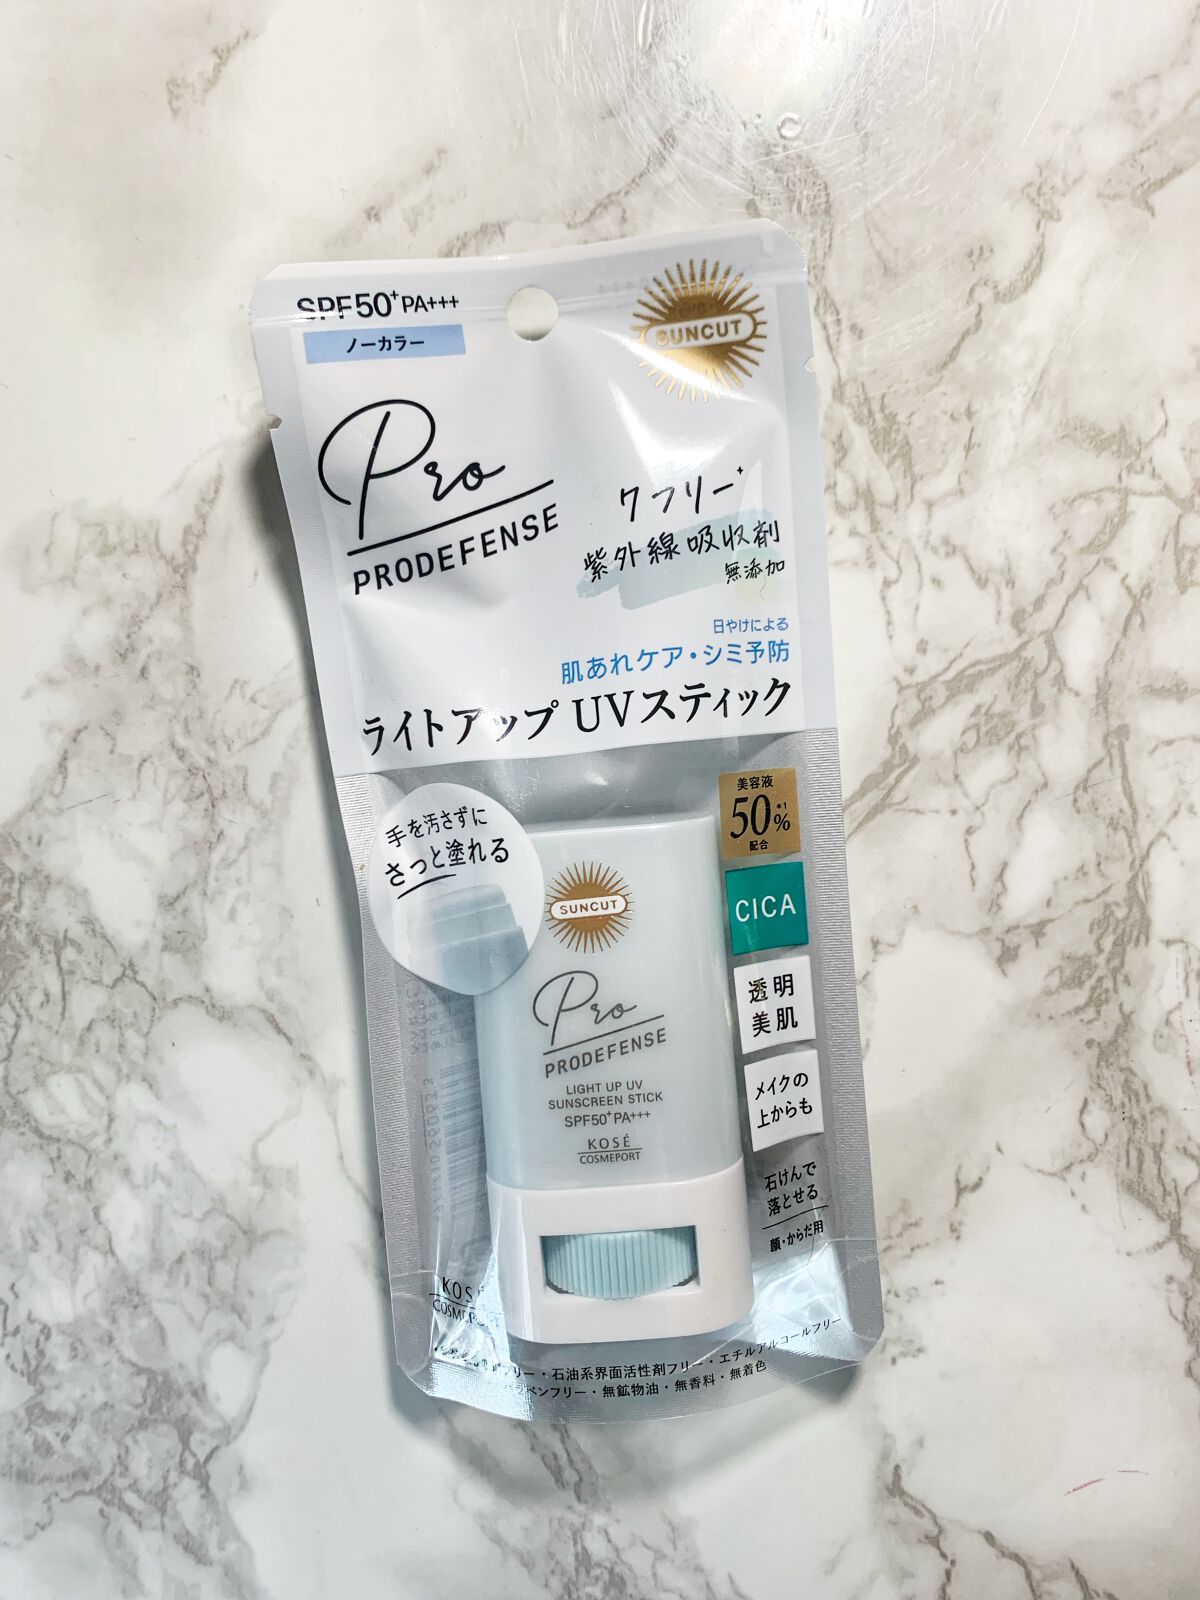 SPF50+ PA+++
ノーカラー
SUNCUT
Pro
PRODEFENSE
7フリー
紫外線吸収剤
無添加
日やけによる
肌あれケア・シミ予防
ライトアップ UVスティック
手を汚さずに
さっと塗れる
美容液
50%*1
配合
CICA
透明
美肌
メイクの
上からも
石けんで
落とせる
顔・からだ用
SUNCUT
Pro
PRODEFENSE
LIGHT UP UV
SUNSCREEN STICK
SPF50+ PA+++
KOSÉ
COSMEPORT
KOSÉ
COSMEPORT
フリー・石油系界面活性剤フリー・エチルアルコールフリー
パラベンフリー・無鉱物油・無香料・無着色